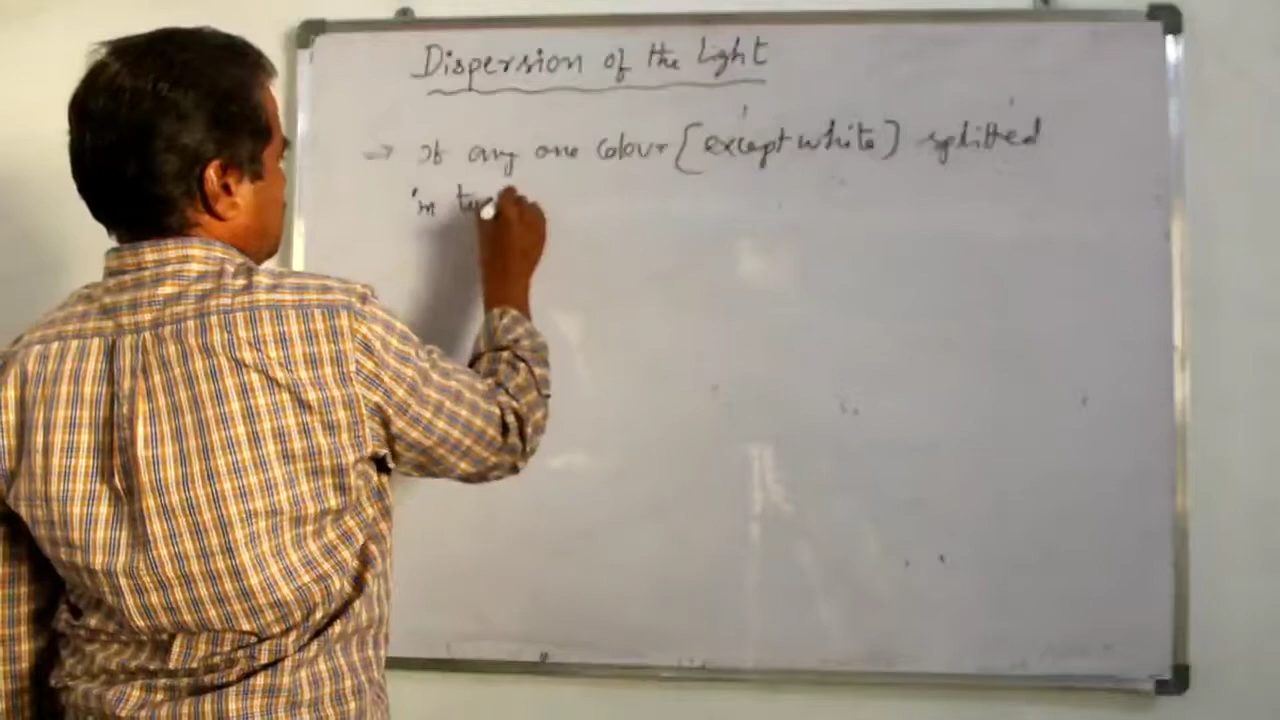 Dispersion of the Light
→ If any one colour (except white) splitted
in